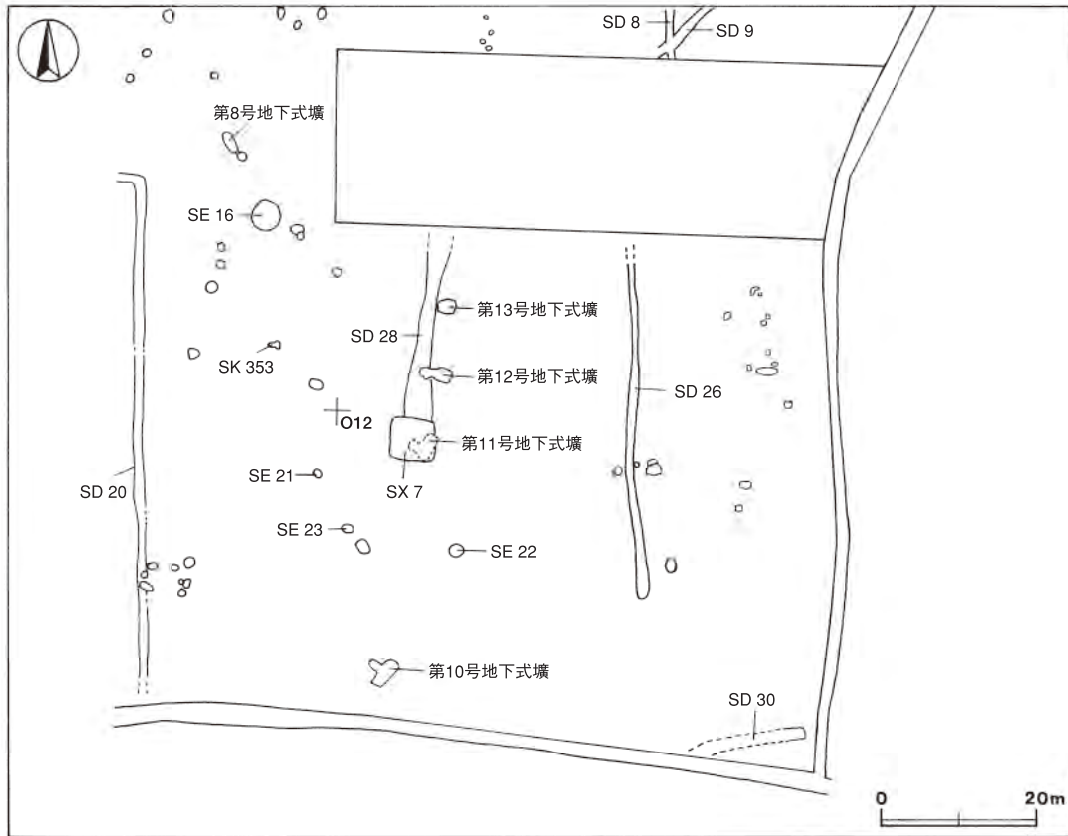 SD 8
SD 9
第8号地下式壙
SE 16
第13号地下式壙
SD 28
SK 353
第12号地下式壙
SD 26
O12
第11号地下式壙
SE 21
SD 20
SX 7
SE 23
SE 22
第10号地下式壙
SD 30
0
20m